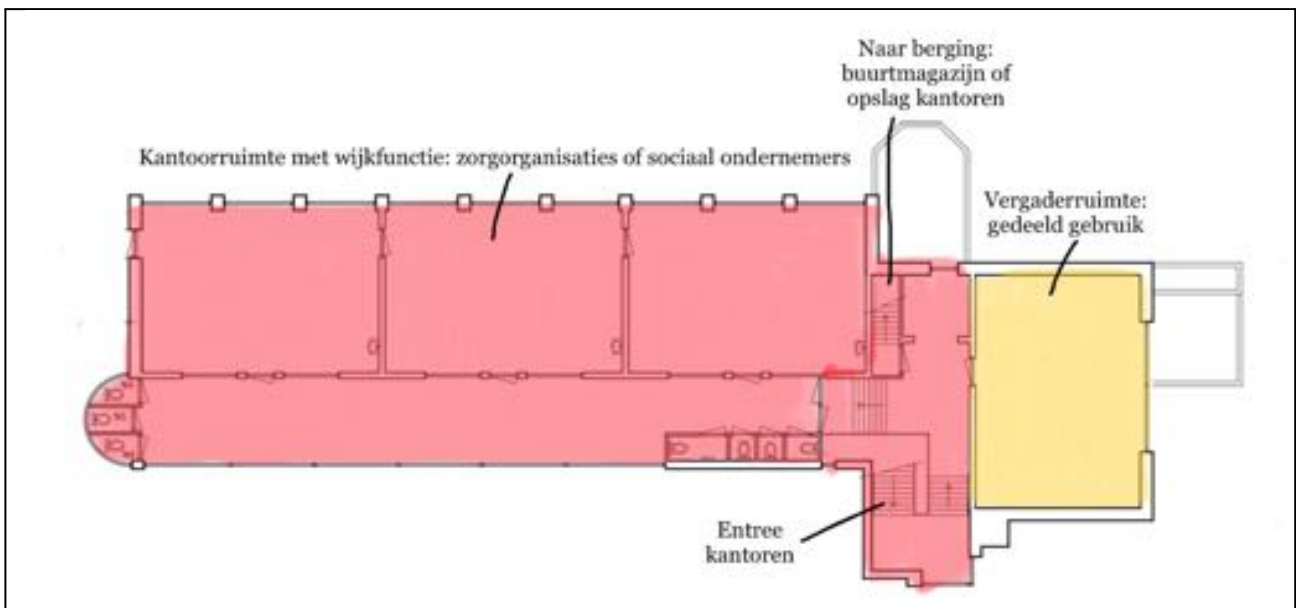 Naar berging:
buurtmagazijn of
opslag kantoren
Kantoorruimte met wijkfunctie: zorgorganisaties of sociaal ondernemers
Vergaderruimte:
gedeeld gebruik
Entree
kantoren